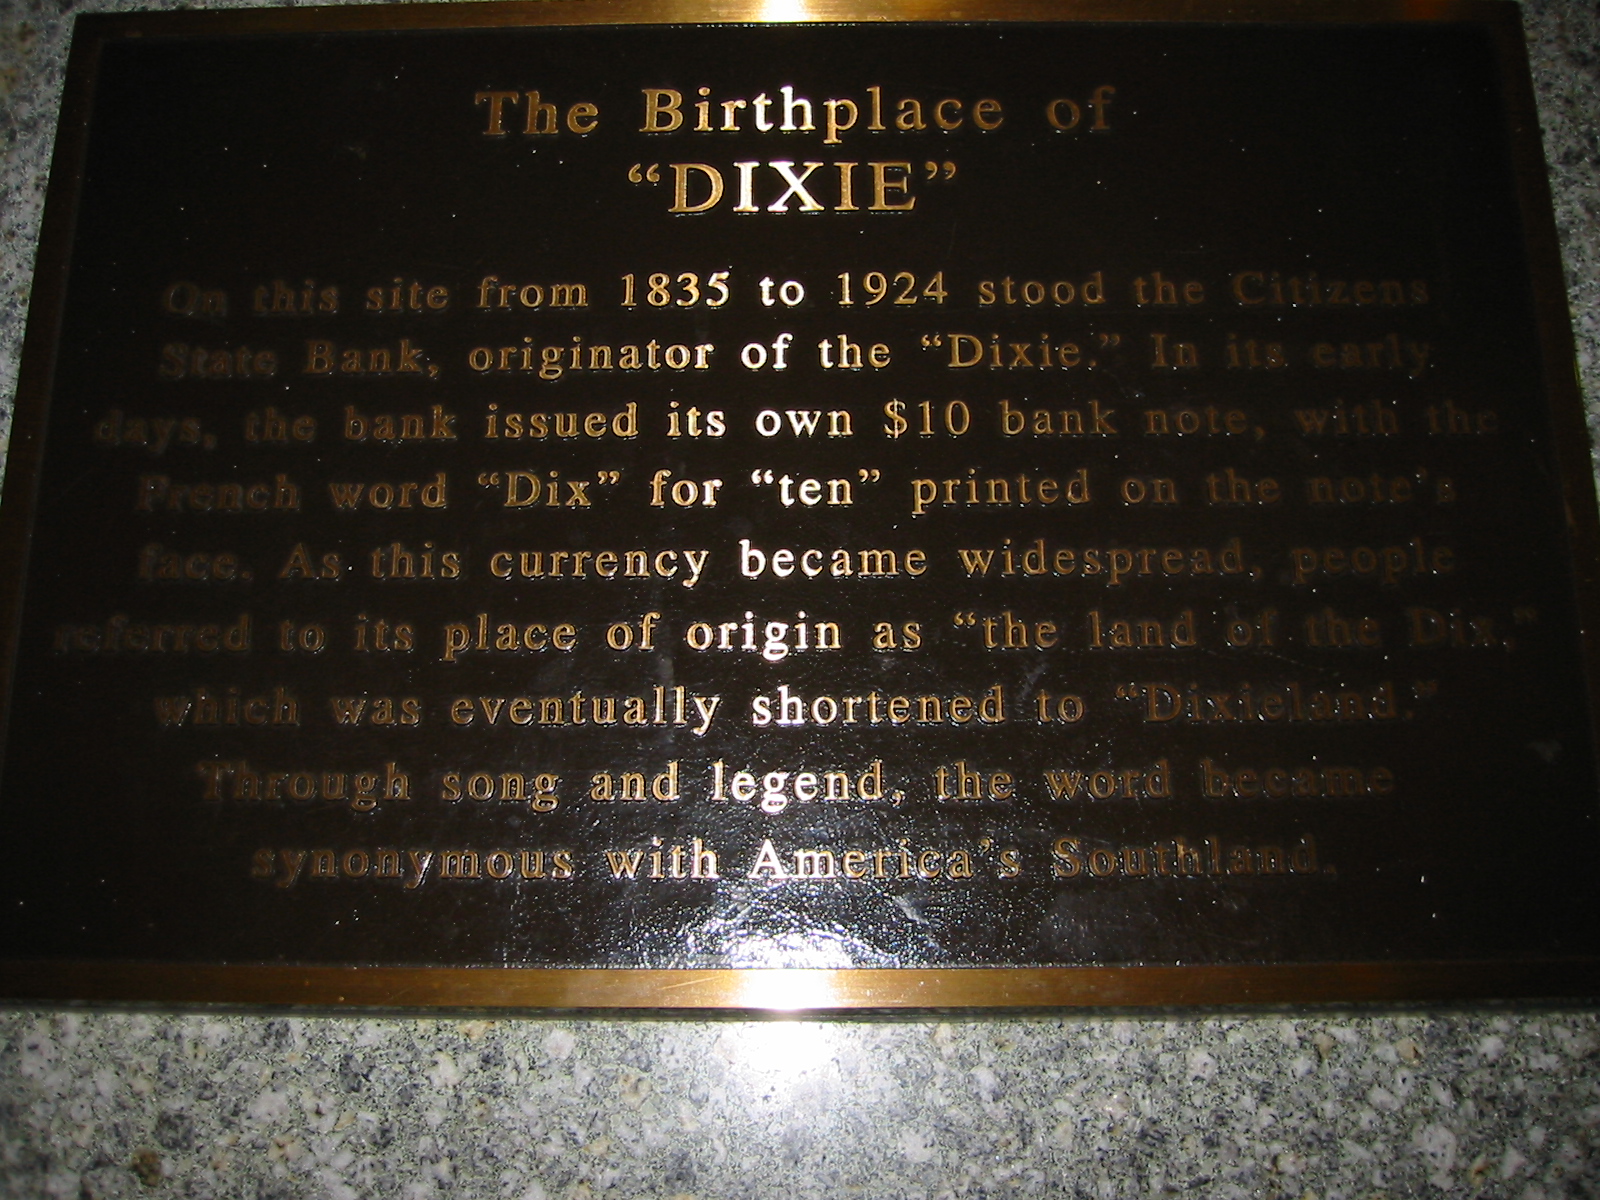 The Birthplace of
“DIXIE”
On this site from 1835 to 1924 stood the Citizens
State Bank, originator of the “Dixie.” In its early
days, the bank issued its own $10 bank note, with the
French word “Dix” for “ten” printed on the note's
face. As this currency became widespread, people
referred to its place of origin as “the land of the Dix,”
which was eventually shortened to “Dixieland.”
Through song and legend, the word became
synonymous with America's Southland.